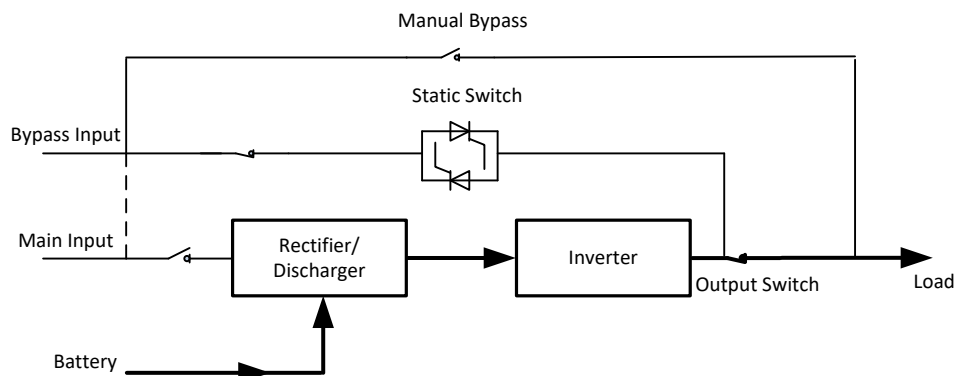 Manual Bypass
Static Switch
Bypass Input
Main Input
Rectifier/
Discharger
Inverter
Output Switch
Load
Battery